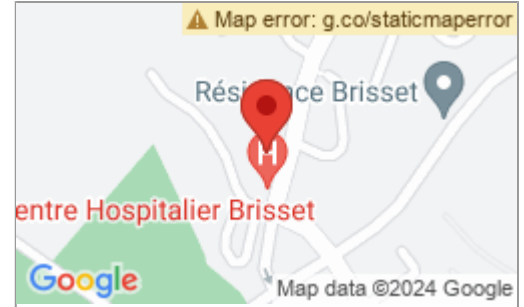 Map error: g.co/staticmaperror
Résidence Brisset
H
entre Hospitalier Brisset
Google
Map data ©2024 Google